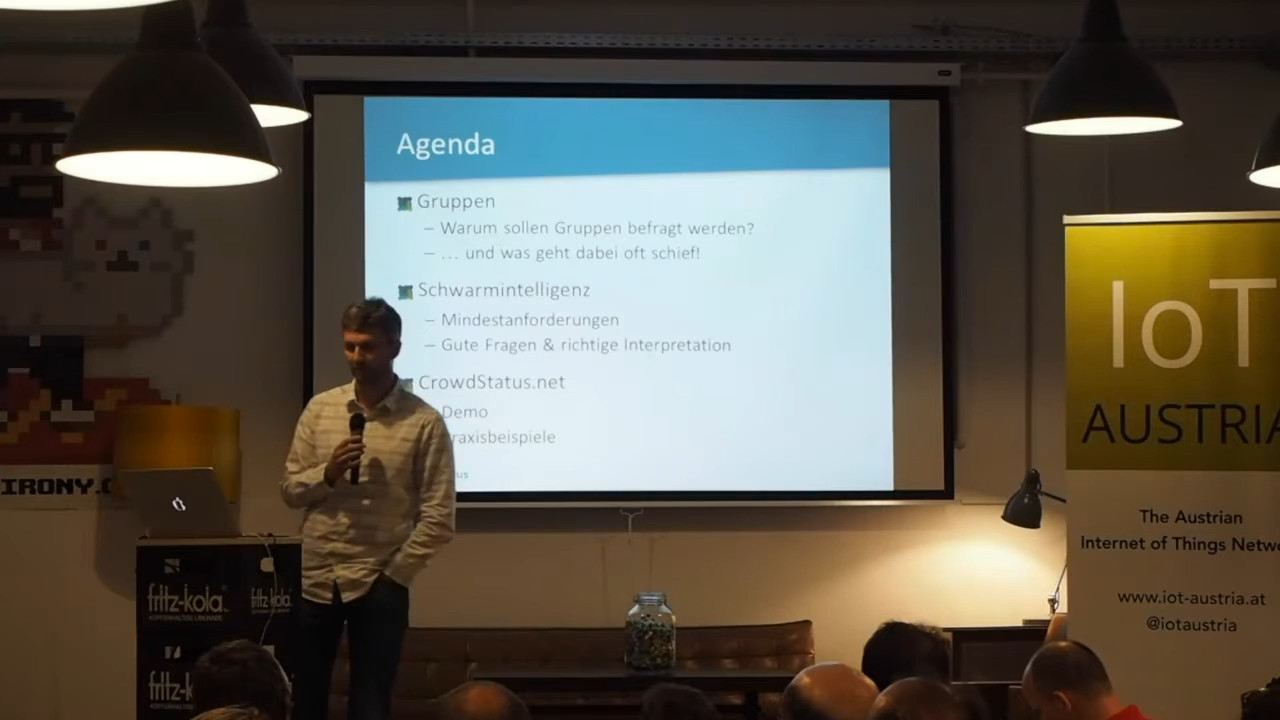 Agenda
Gruppen
– Warum sollen Gruppen befragt werden?
– ... und was geht dabei oft schief!
Schwarmintelligenz
– Mindestanforderungen
– Gute Fragen & richtige Interpretation
CrowdStatus.net
Demo
raxisbeispiele
us
IoT
AUSTRIA
The Austrian
Internet of Things Netw
www.iot-austria.at
@iotaustria
IRONY.
fritz-kola
fritz-kola
fritz-k